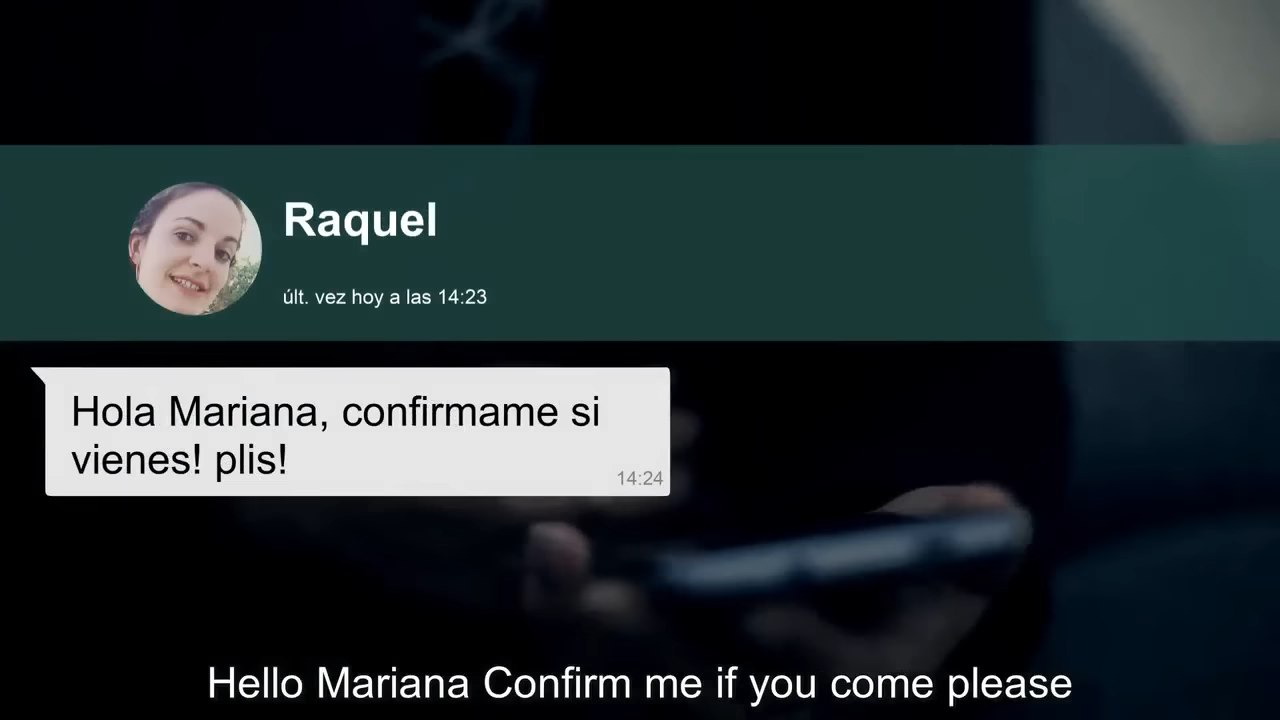 Raquel
últ. vez hoy a las 14:23
Hola Mariana, confirmame si
vienes! plis!
14:24
Hello Mariana Confirm me if you come please